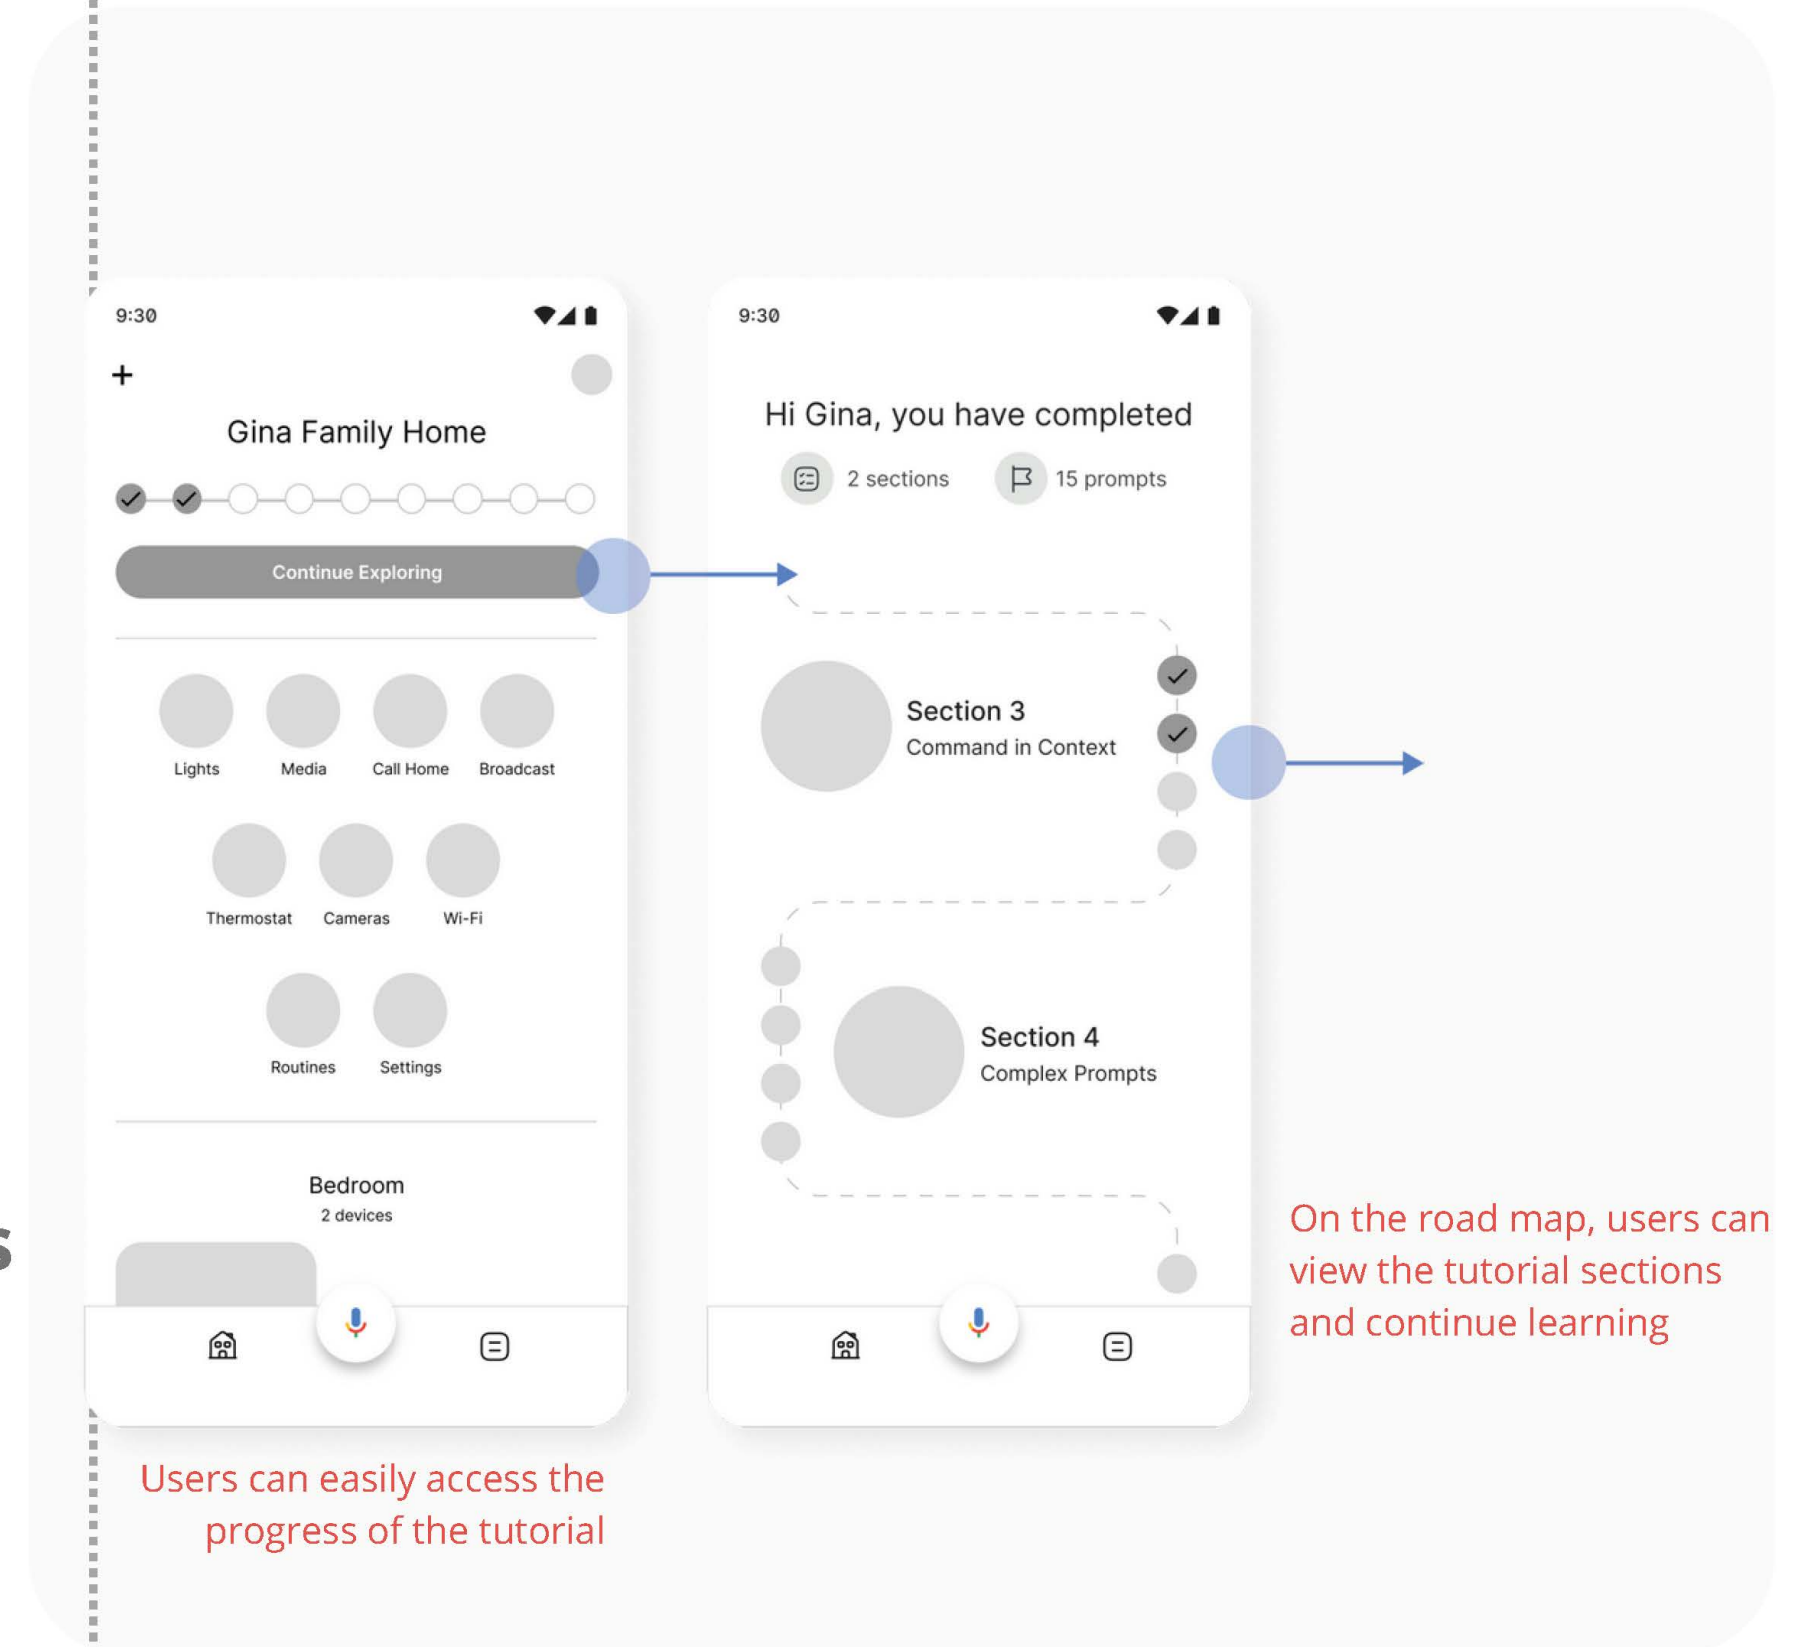 9:30
Gina Family Home
Continue Exploring
Lights
Media
Call Home
Broadcast
Thermostat
Cameras
Wi-Fi
Routines
Settings
Bedroom
2 devices
Users can easily access the
progress of the tutorial
9:30
Hi Gina, you have completed
2 sections
15 prompts
Section 3
Command in Context
Section 4
Complex Prompts
On the road map, users can
view the tutorial sections
and continue learning
s